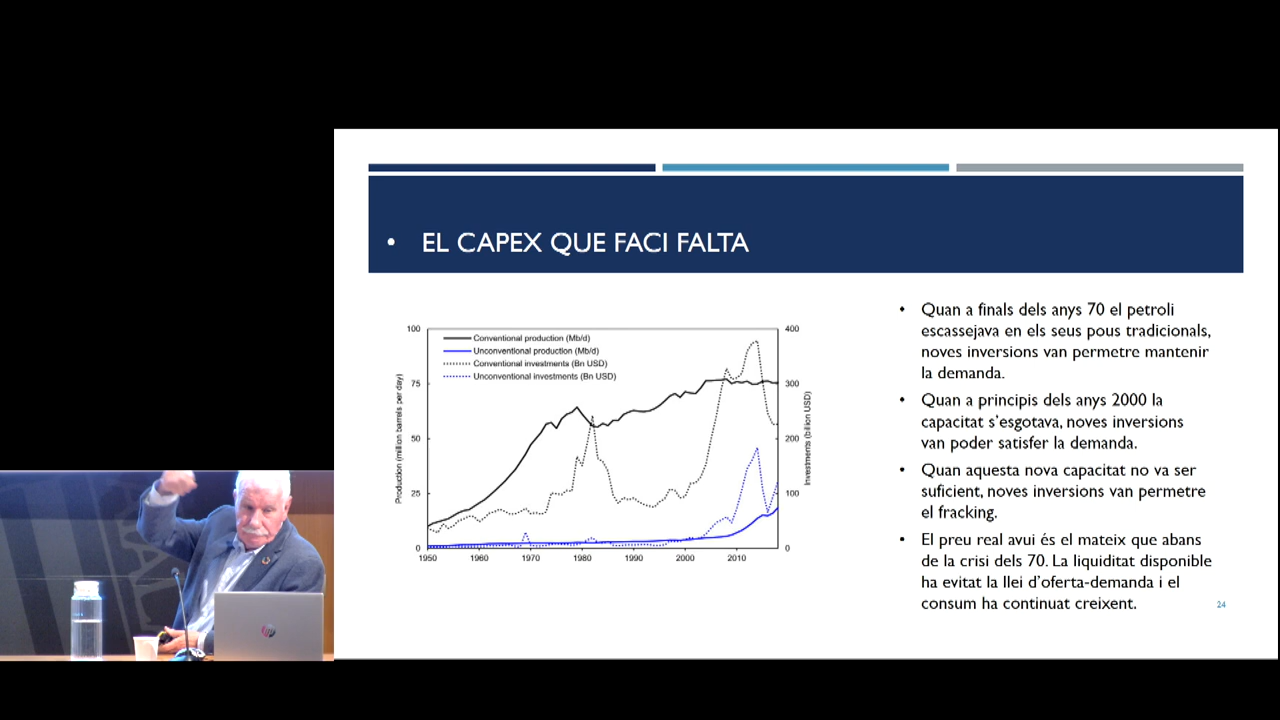 • EL CAPEX QUE FACI FALTA
100
75
50
25
0
Production (million barrels per day)
Conventional production (Mb/d)
Unconventional production (Mb/d)
Conventional investments (Bn USD)
Unconventional investments (Bn USD)
400
300
200
100
0
Investments (billion USD)
1950 1960 1970 1980 1990 2000 2010
• Quan a finals dels anys 70 el petroli
escassejava en els seus pous tradicionals,
noves inversions van permetre mantenir
la demanda.
• Quan a principis dels anys 2000 la
capacitat s'esgotava, noves inversions
van poder satisfer la demanda.
• Quan aquesta nova capacitat no va ser
suficient, noves inversions van permetre
el fracking.
• El preu real avui és el mateix que abans
de la crisi dels 70. La liquiditat disponible
ha evitat la llei d'oferta-demanda i el
consum ha continuat creixent.
24
hp